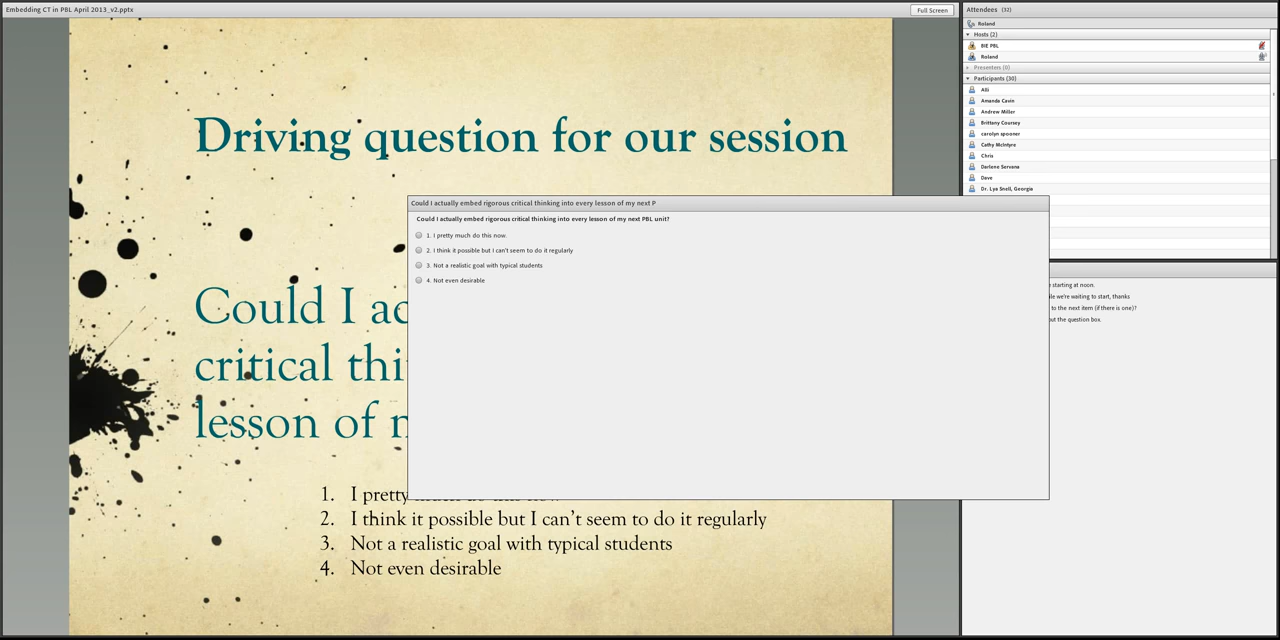 Embedding CT in PBL April 2013_v2.pptx
Full Screen
Driving question for our session
Could I ac
critical thi
lesson of
1. I pretty
2. I think it possible but I can't seem to do it regularly
3. Not a realistic goal with typical students
4. Not even desirable
Could I actually embed rigorous critical thinking into every lesson of my next P
Could I actually embed rigorous critical thinking into every lesson of my next PBL unit?
1. I pretty much do this now.
2. I think it possible but I can't seem to do it regularly
3. Not a realistic goal with typical students
4. Not even desirable
Attendees (32)
Roland
Hosts (2)
BIE PBL
Roland
Presenters (0)
Participants (30)
Alli
Amanda Cavin
Andrew Miller
Brittany Coursey
carolyn spooner
Cathy McIntyre
Chris
Darlene Servana
Dave
Dr. Lya Snell, Georgia
starting at noon.
le we're waiting to start, thanks
to the next item (if there is one)?
out the question box.